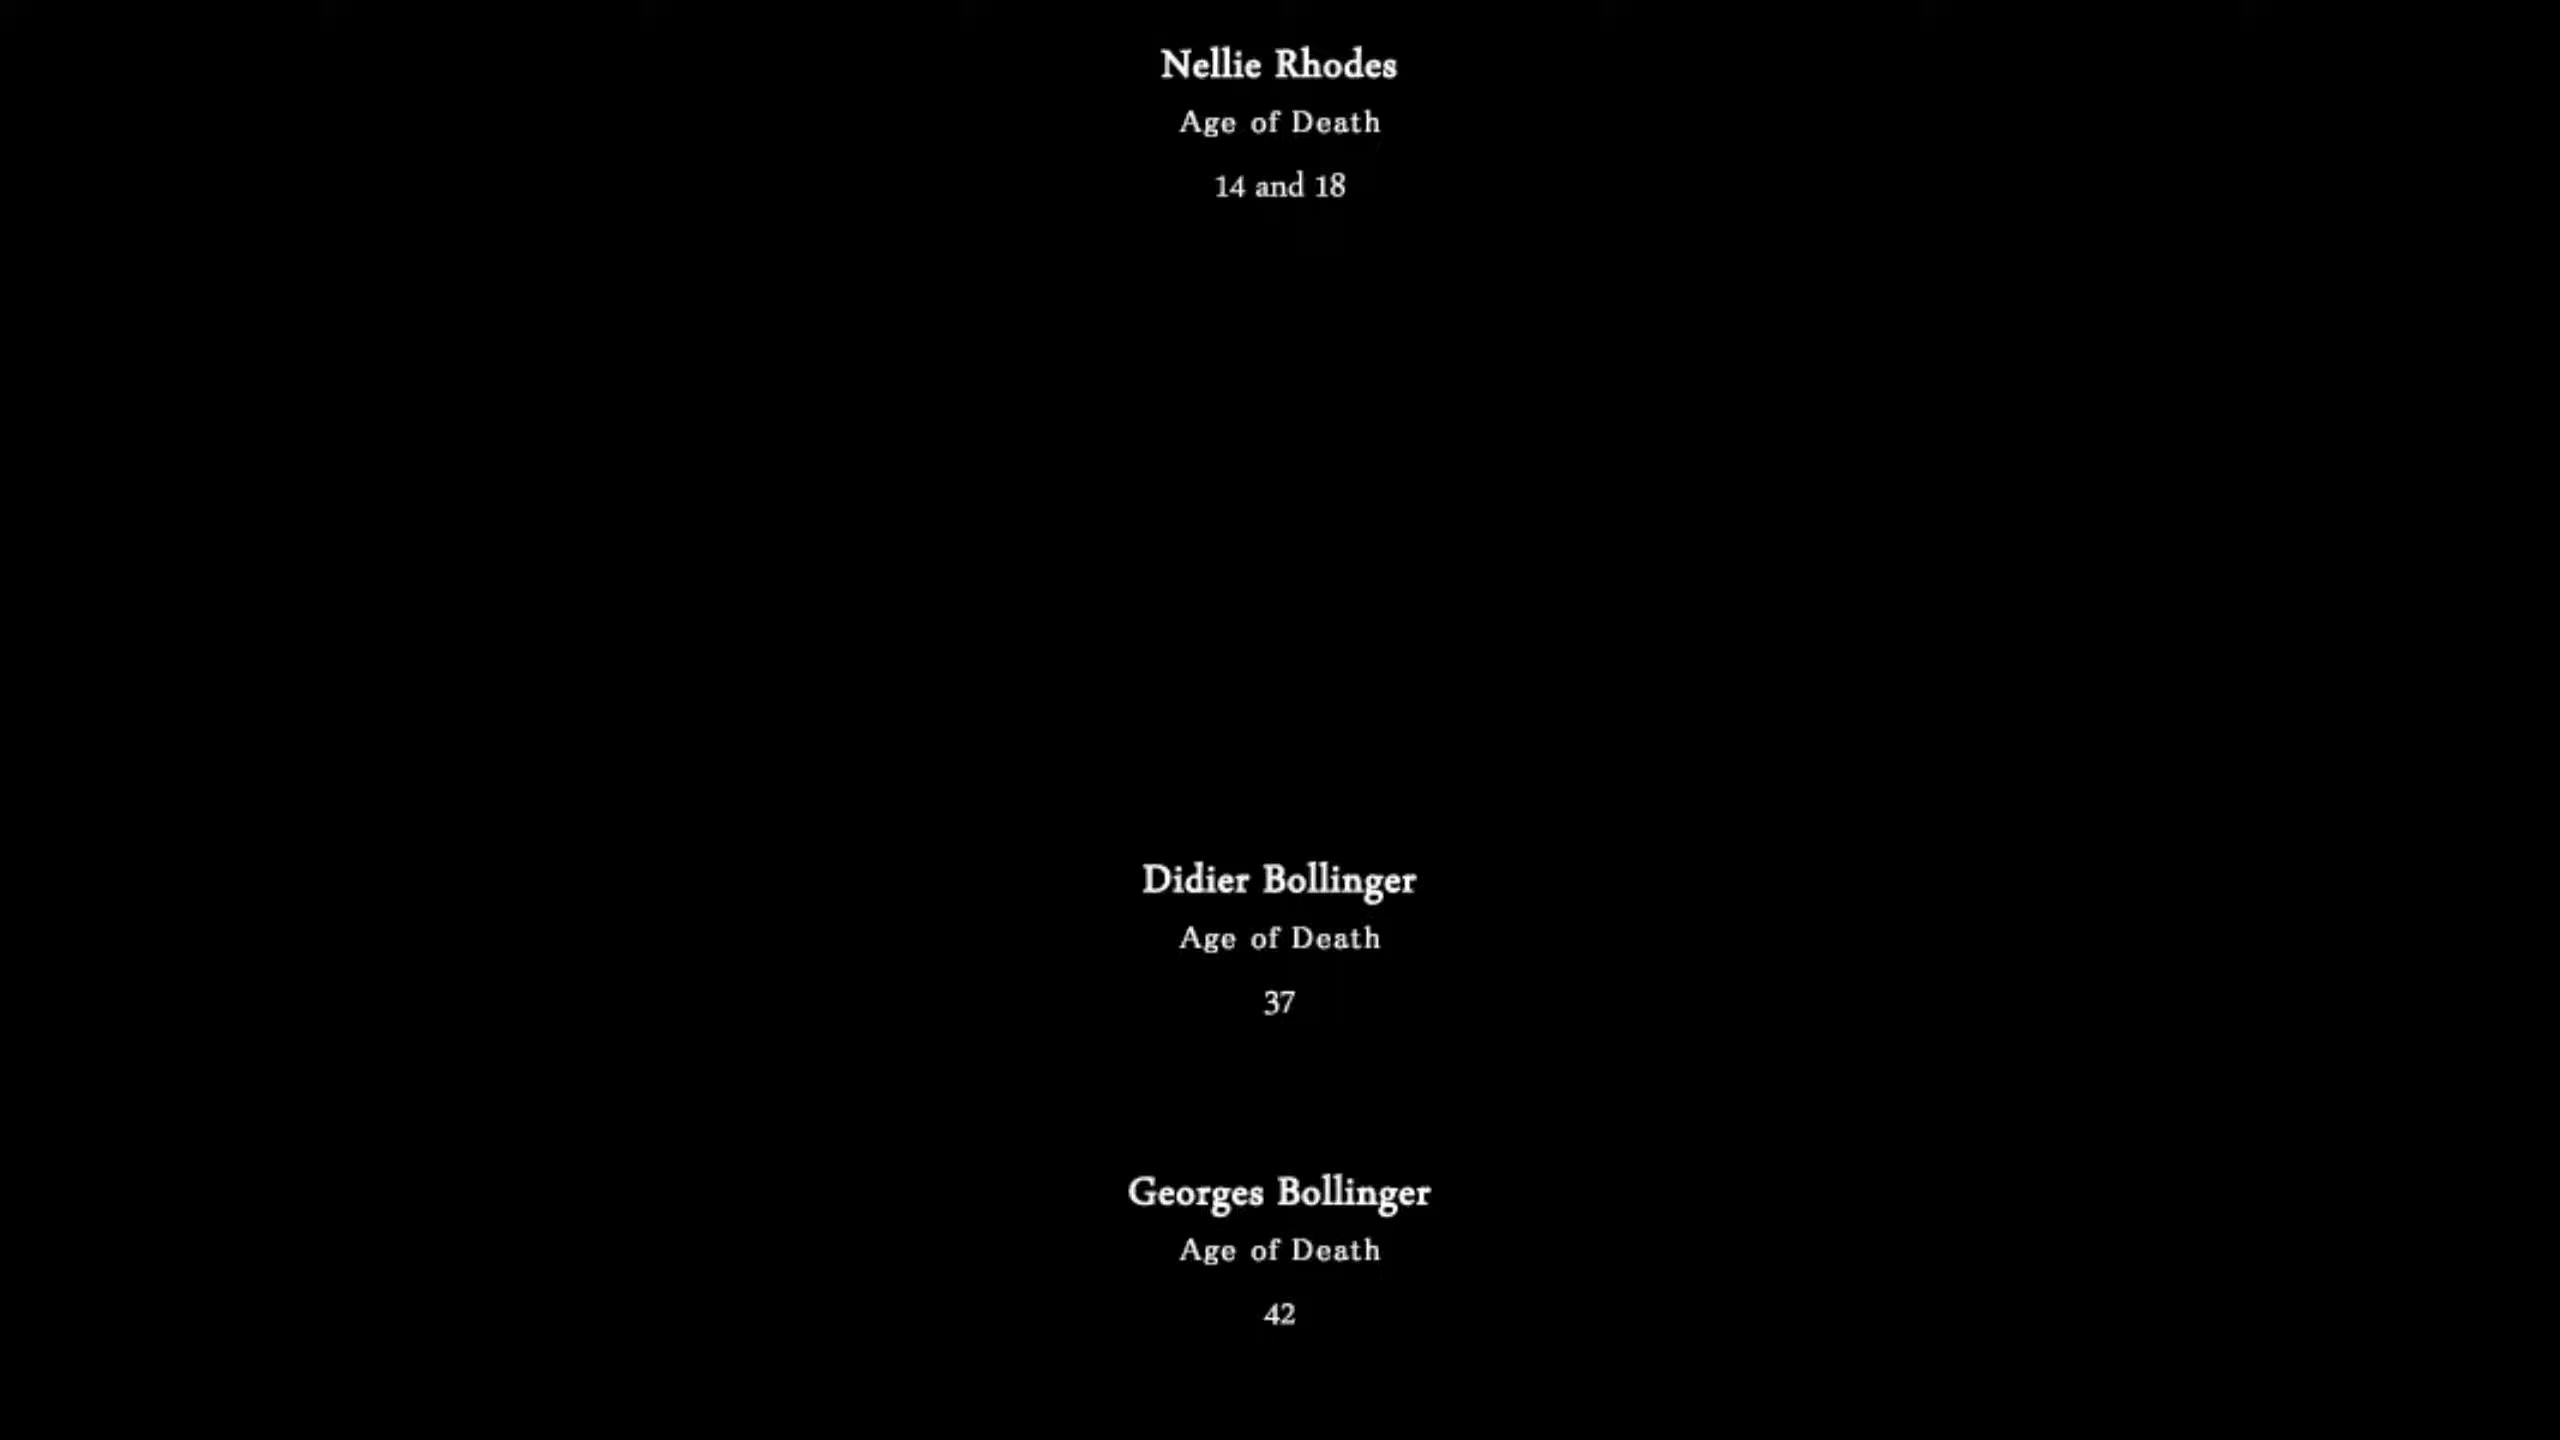 Nellie Rhodes
Age of Death
14 and 18
Didier Bollinger
Age of Death
37
Georges Bollinger
Age of Death
42